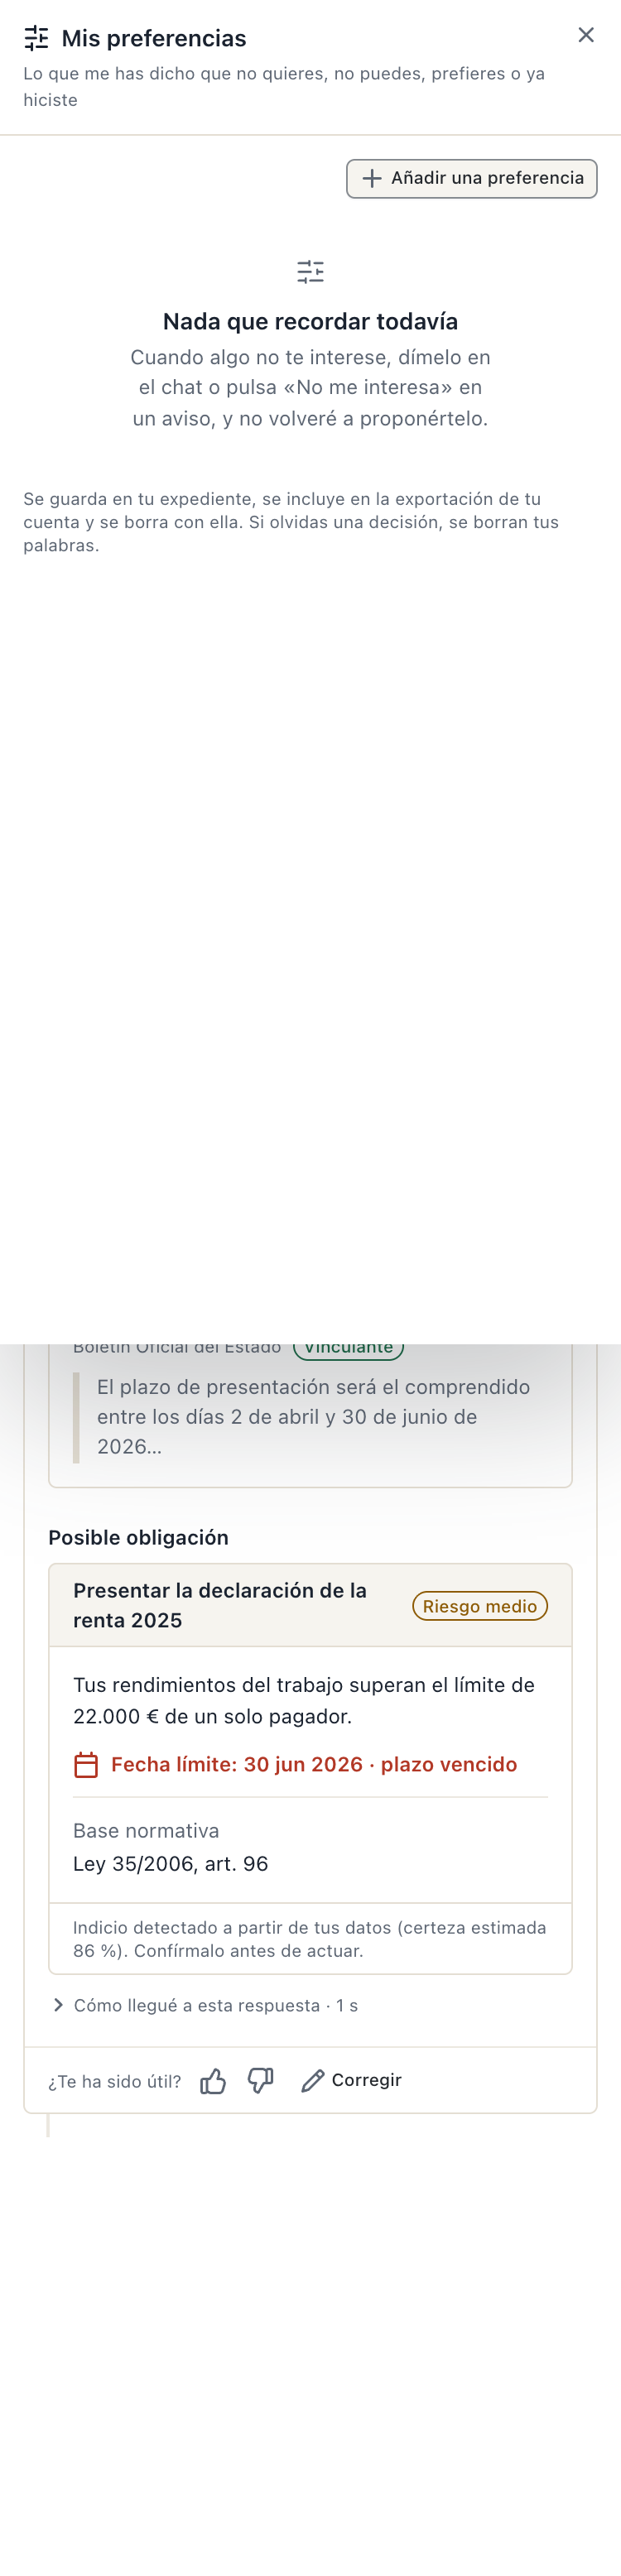 Mis preferencias
Lo que me has dicho que no quieres, no puedes, prefieres o ya
hiciste
Añadir una preferencia
Nada que recordar todavía
Cuando algo no te interese, dímelo en
el chat o pulsa «No me interesa» en
un aviso, y no volveré a proponértelo.
Se guarda en tu expediente, se incluye en la exportación de tu
cuenta y se borra con ella. Si olvidas una decisión, se borran tus
palabras.
Boletín Oficial del Estado Vinculante
El plazo de presentación será el comprendido
entre los días 2 de abril y 30 de junio de
2026…
Posible obligación
Presentar la declaración de la
renta 2025
Riesgo medio
Tus rendimientos del trabajo superan el límite de
22.000 € de un solo pagador.
Fecha límite: 30 jun 2026 · plazo vencido
Base normativa
Ley 35/2006, art. 96
Indicio detectado a partir de tus datos (certeza estimada
86 %). Confírmalo antes de actuar.
Cómo llegué a esta respuesta · 1 s
¿Te ha sido útil? Corregir